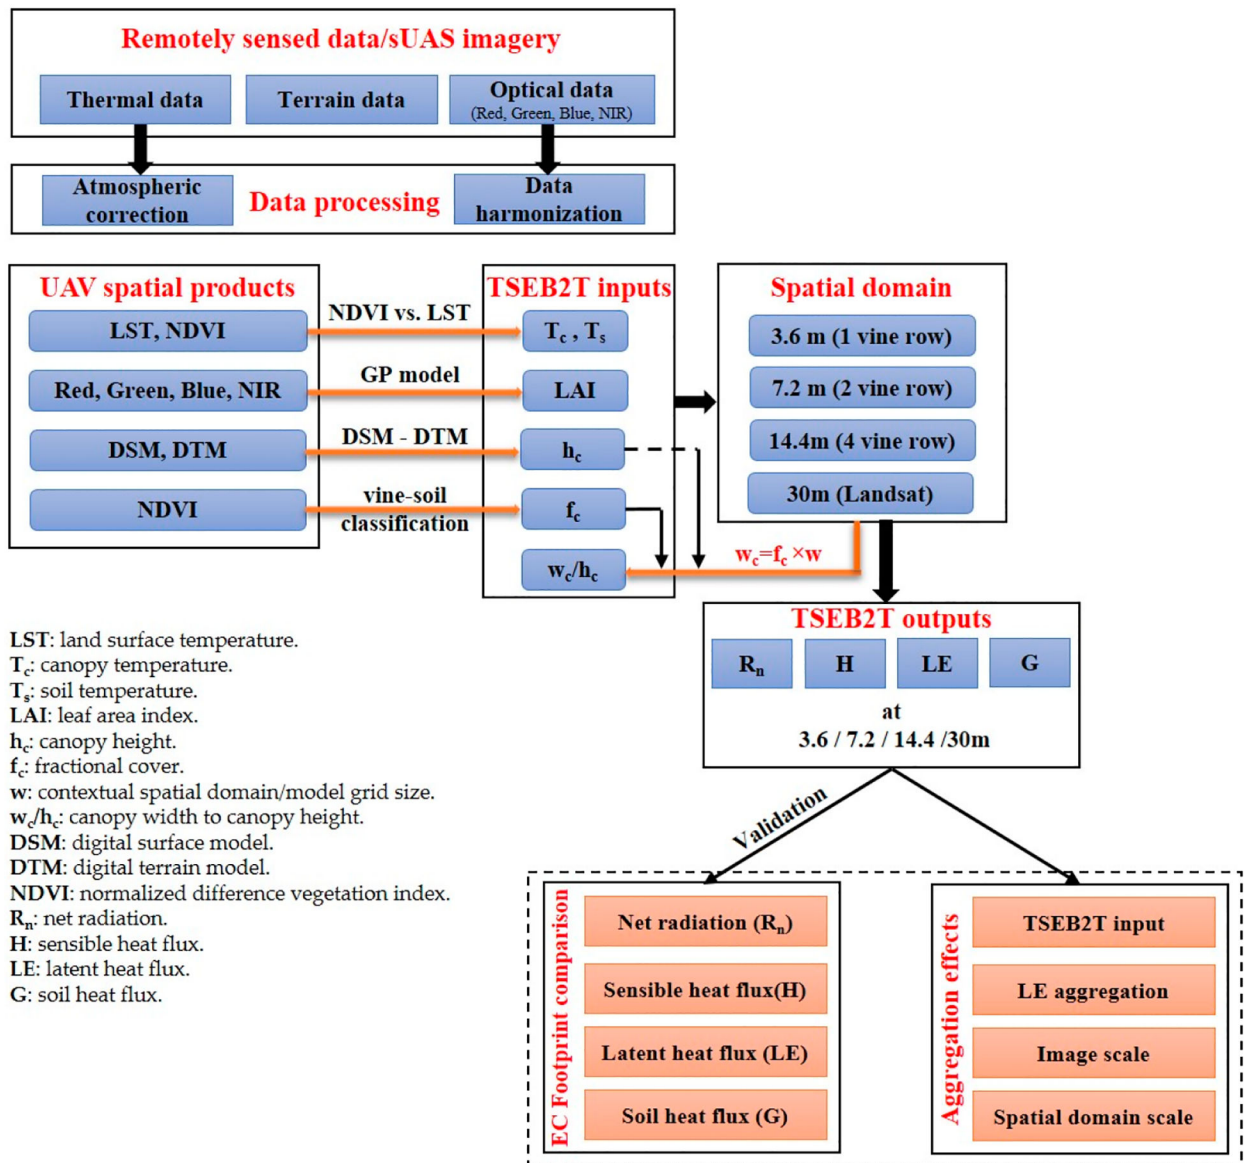 Remotely sensed data/sUAS imagery
Thermal data
Terrain data
Optical data
(Red, Green, Blue, NIR)
Atmospheric
correction
Data processing
Data
harmonization
UAV spatial products
LST, NDVI
Red, Green, Blue, NIR
DSM, DTM
NDVI
NDVI vs. LST
GP model
DSM - DTM
vine-soil
classification
TSEB2T inputs
Tc , Ts
LAI
hc
fc
wc/hc
Spatial domain
3.6 m (1 vine row)
7.2 m (2 vine row)
14.4m (4 vine row)
30m (Landsat)
wc=fc ×w
TSEB2T outputs
Rn
H
LE
G
at
3.6 / 7.2 / 14.4 /30m
LST: land surface temperature.
Tc: canopy temperature.
Ts: soil temperature.
LAI: leaf area index.
hc: canopy height.
fc: fractional cover.
w: contextual spatial domain/model grid size.
wc/hc: canopy width to canopy height.
DSM: digital surface model.
DTM: digital terrain model.
NDVI: normalized difference vegetation index.
Rn: net radiation.
H: sensible heat flux.
LE: latent heat flux.
G: soil heat flux.
Validation
EC Footprint comparison
Net radiation (Rn)
Sensible heat flux(H)
Latent heat flux (LE)
Soil heat flux (G)
Aggregation effects
TSEB2T input
LE aggregation
Image scale
Spatial domain scale